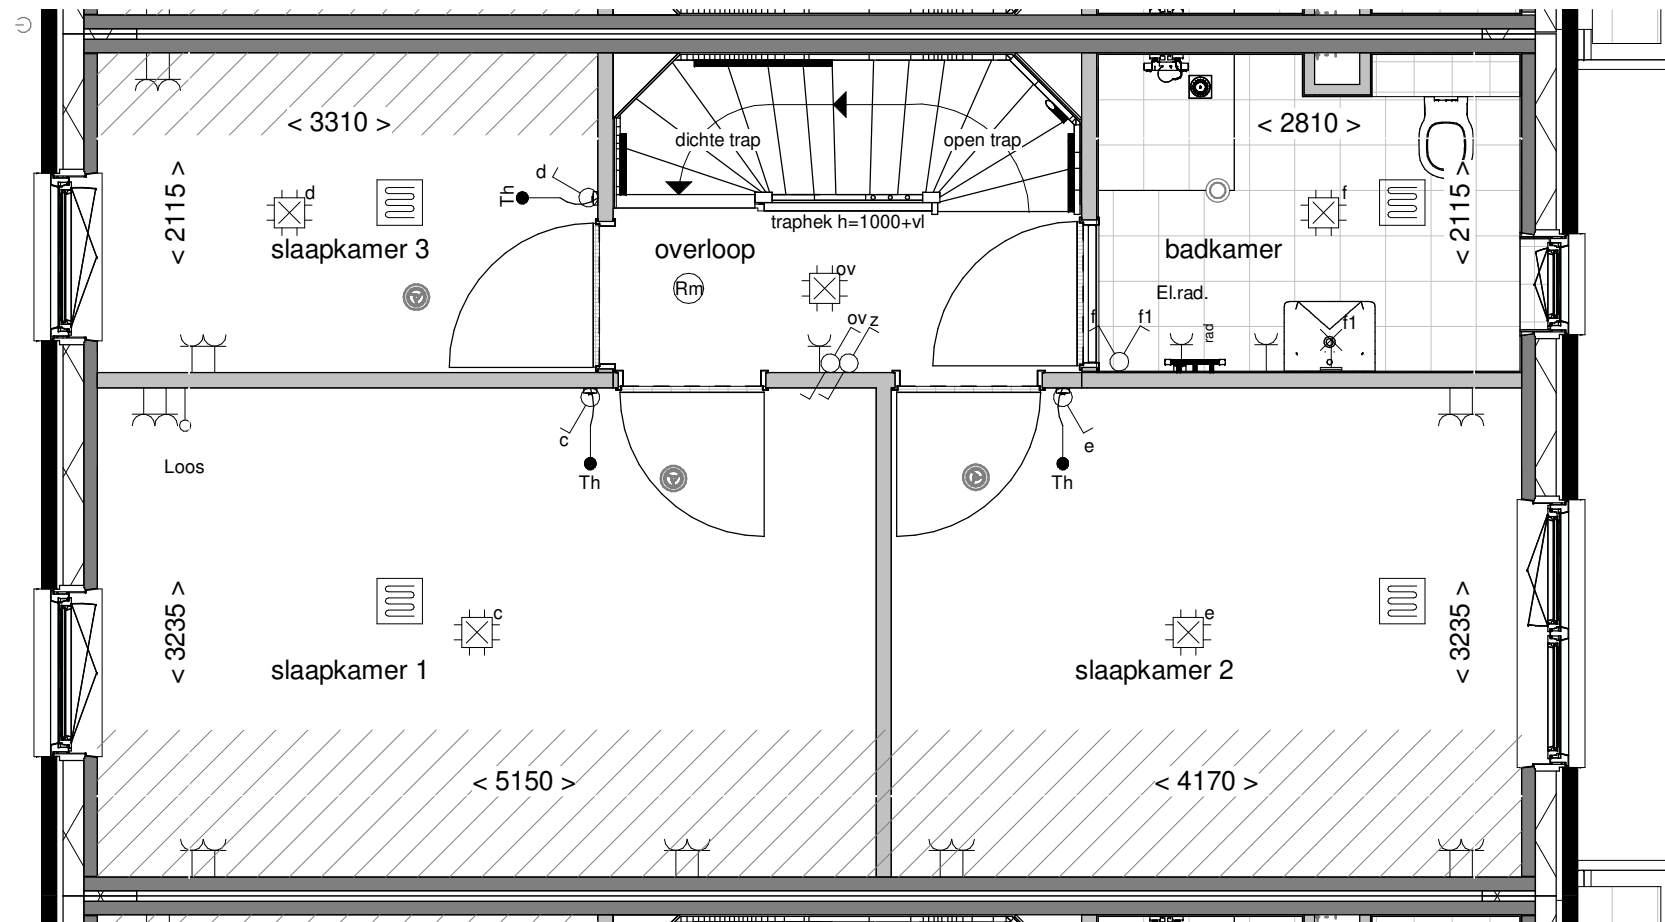 < 3310 >
dichte trap
open trap
< 2810 >
d
Th
d
f
< 2115 >
< 2115 >
traphek h=1000+vl
slaapkamer 3
overloop
badkamer
ov
Rm
El.rad.
ov z
f
f1
rad
f1
c
e
Loos
Th
Th
c
e
< 3235 >
< 3235 >
slaapkamer 1
slaapkamer 2
< 5150 >
< 4170 >